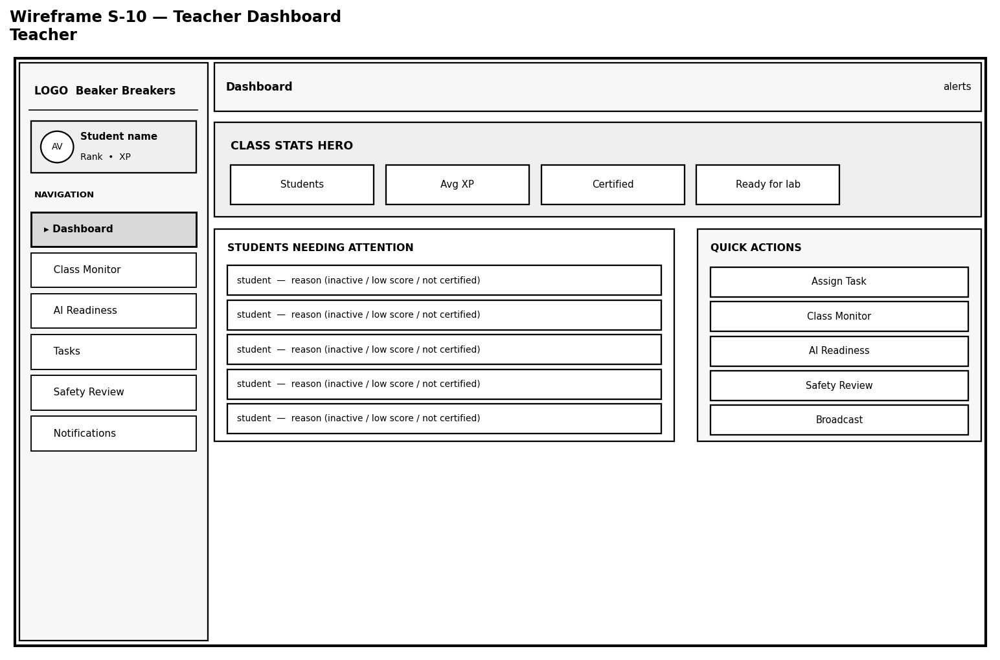 Wireframe S-10 — Teacher Dashboard
Teacher
LOGO  Beaker Breakers
AV
Student name
Rank  •  XP
NAVIGATION
▸ Dashboard
Class Monitor
AI Readiness
Tasks
Safety Review
Notifications
Dashboard
alerts
CLASS STATS HERO
Students
Avg XP
Certified
Ready for lab
STUDENTS NEEDING ATTENTION
student  —  reason (inactive / low score / not certified)
student  —  reason (inactive / low score / not certified)
student  —  reason (inactive / low score / not certified)
student  —  reason (inactive / low score / not certified)
student  —  reason (inactive / low score / not certified)
QUICK ACTIONS
Assign Task
Class Monitor
AI Readiness
Safety Review
Broadcast